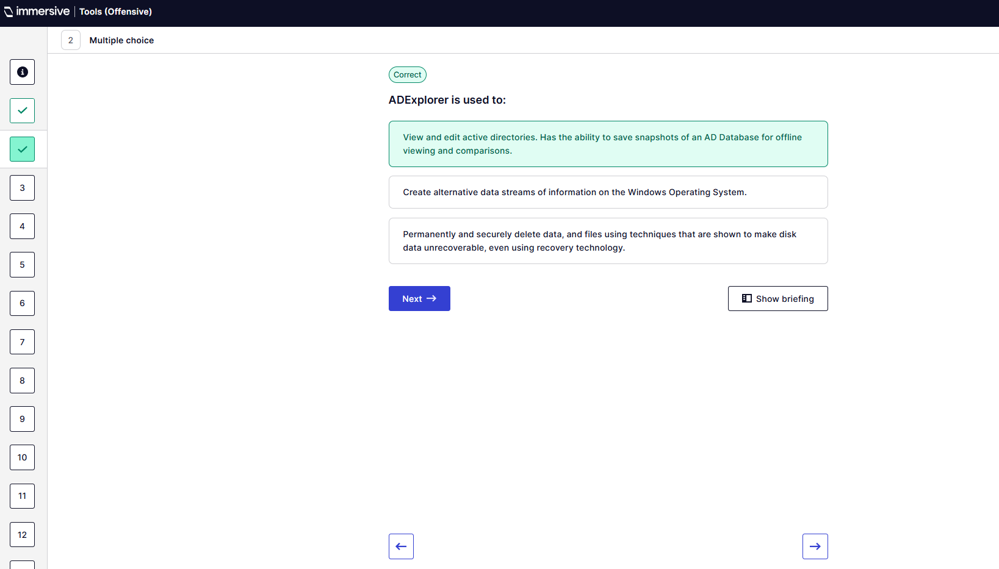 immersive Tools (Offensive)
2 Multiple choice
Correct
ADExplorer is used to:
View and edit active directories. Has the ability to save snapshots of an AD Database for offline
viewing and comparisons.
Create alternative data streams of information on the Windows Operating System.
Permanently and securely delete data, and files using techniques that are shown to make disk
data unrecoverable, even using recovery technology.
Next
Show briefing
3
4
5
6
7
8
9
10
11
12